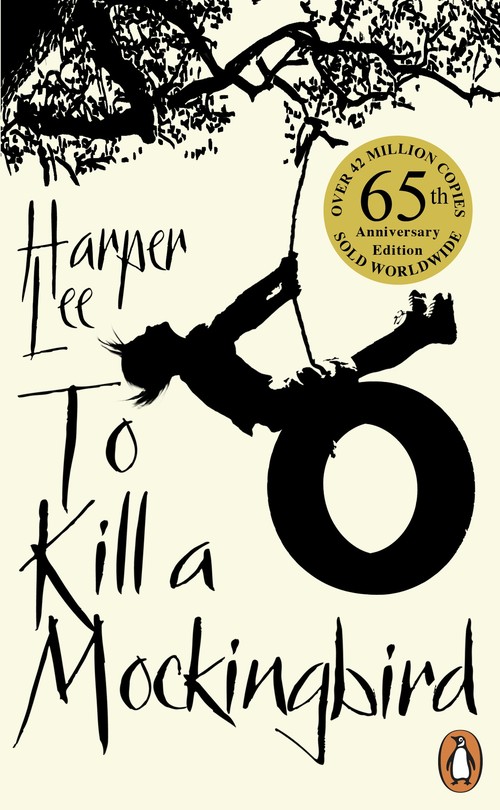 Harper
Lee
OVER 42 MILLION COPIES
65th
Anniversary
Edition
SOLD WORLDWIDE
To
Kill a
Mockingbird